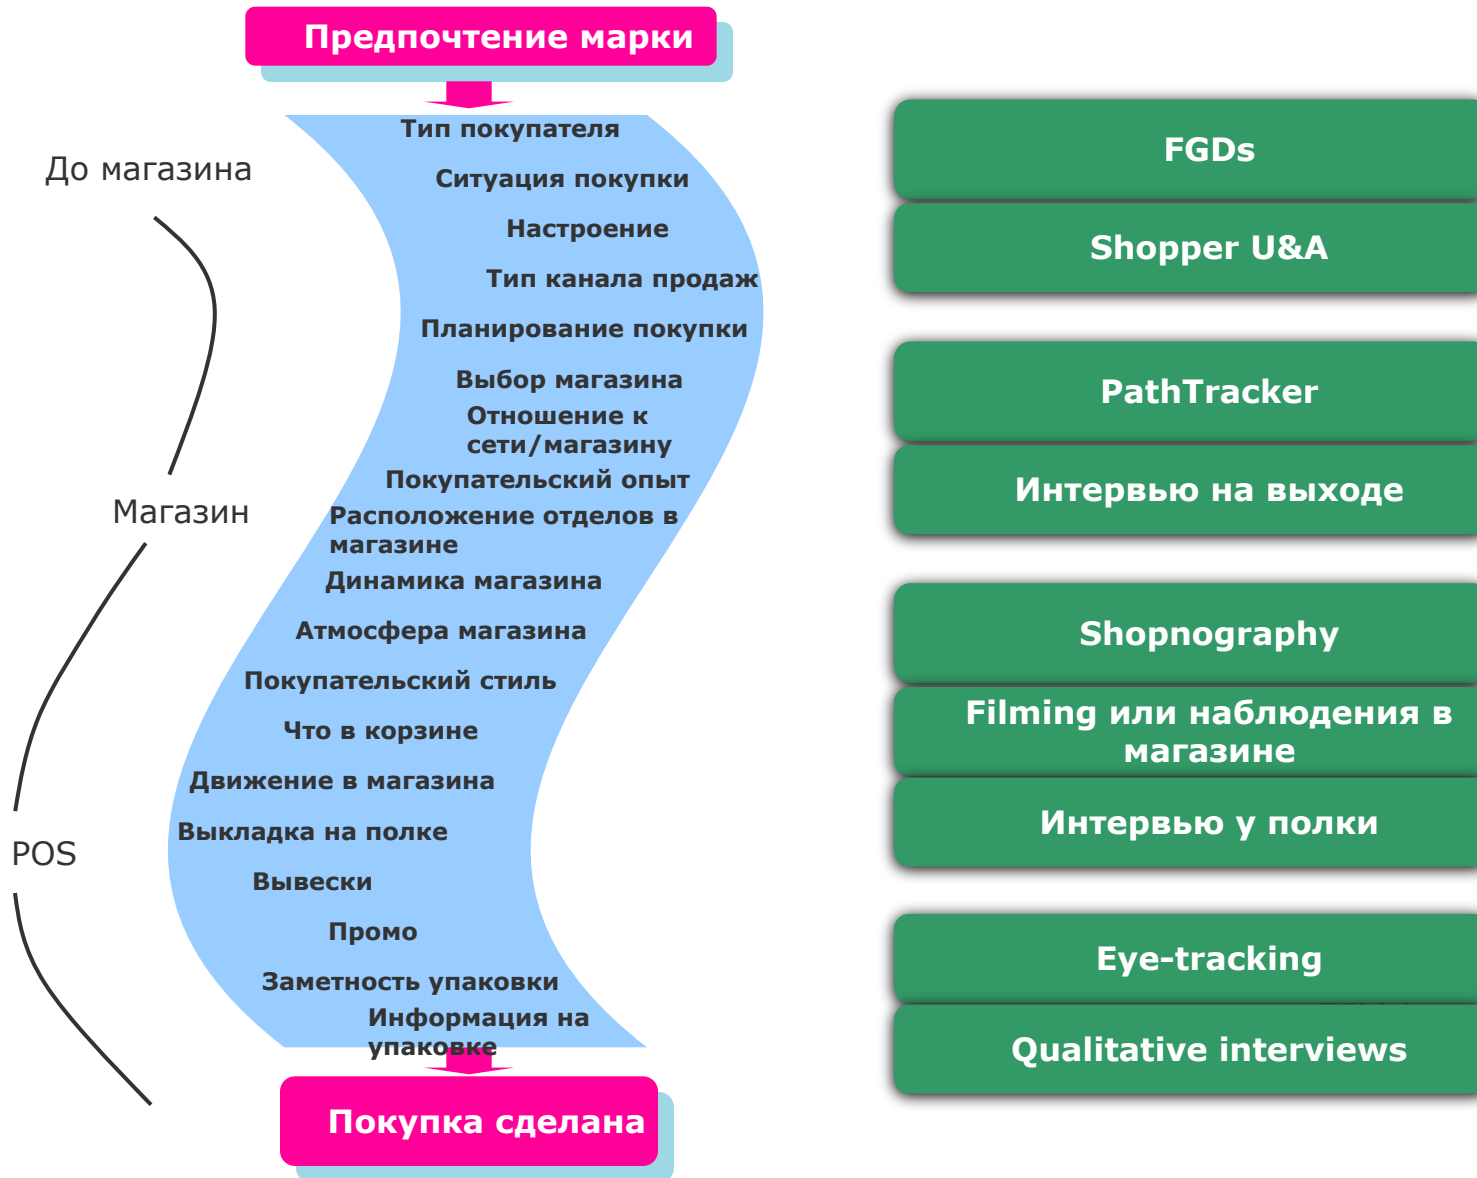 Предпочтение марки
До магазина
Магазин
POS
Тип покупателя
Ситуация покупки
Настроение
Тип канала продаж
Планирование покупки
Выбор магазина
Отношение к
сети/магазину
Покупательский опыт
Расположение отделов в
магазине
Динамика магазина
Атмосфера магазина
Покупательский стиль
Что в корзине
Движение в магазина
Выкладка на полке
Вывески
Промо
Заметность упаковки
Информация на
упаковке
Покупка сделана
FGDs
Shopper U&A
PathTracker
Интервью на выходе
Shopnography
Filming или наблюдения в
магазине
Интервью у полки
Eye-tracking
Qualitative interviews